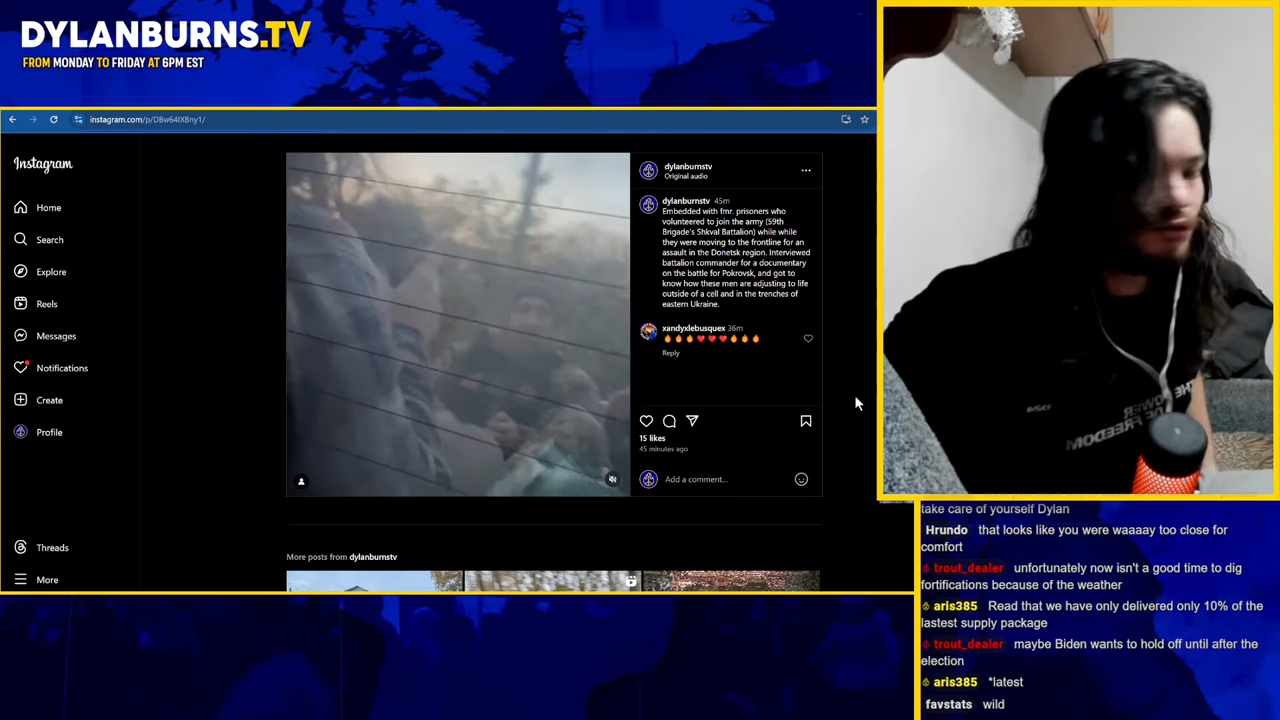 DYLANBURNS.TV
FROM MONDAY TO FRIDAY AT 6PM EST
instagram.com/p/DBw64lXBny1/
Instagram
Home
Search
Explore
Reels
Messages
Notifications
Create
Profile
Threads
More
dylanburnstv
Original audio
dylanburnstv 45m
Embedded with fmr. prisoners who
volunteered to join the army (59th
Brigade's Shkval Battalion) while while
they were moving to the frontline for an
assault in the Donetsk region. Interviewed
battalion commander for a documentary
on the battle for Pokrovsk, and got to
know how these men are adjusting to life
outside of a cell and in the trenches of
eastern Ukraine.
xandyxlebusquex 36m
🔥🔥🔥❤️❤️❤️🔥🔥🔥
Reply
15 likes
45 minutes ago
Add a comment...
More posts from dylanburnstv
THE
POWER
OF FREEDOM
take care of yourself Dylan
Hrundo that looks like you were waaaay too close for
comfort
trout_dealer unfortunately now isn't a good time to dig
fortifications because of the weather
aris385 Read that we have only delivered only 10% of the
lastest supply package
trout_dealer maybe Biden wants to hold off until after the
election
aris385 *latest
favstats wild